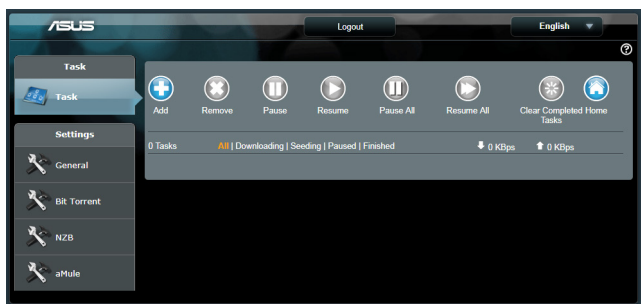 ASUS
Logout
English
Task
Task
Add Remove Pause Resume Pause All Resume All Clear Completed Home
Tasks
Settings
0 Tasks All | Downloading | Seeding | Paused | Finished 0 KBps 0 KBps
General
Bit Torrent
NZB
aMule